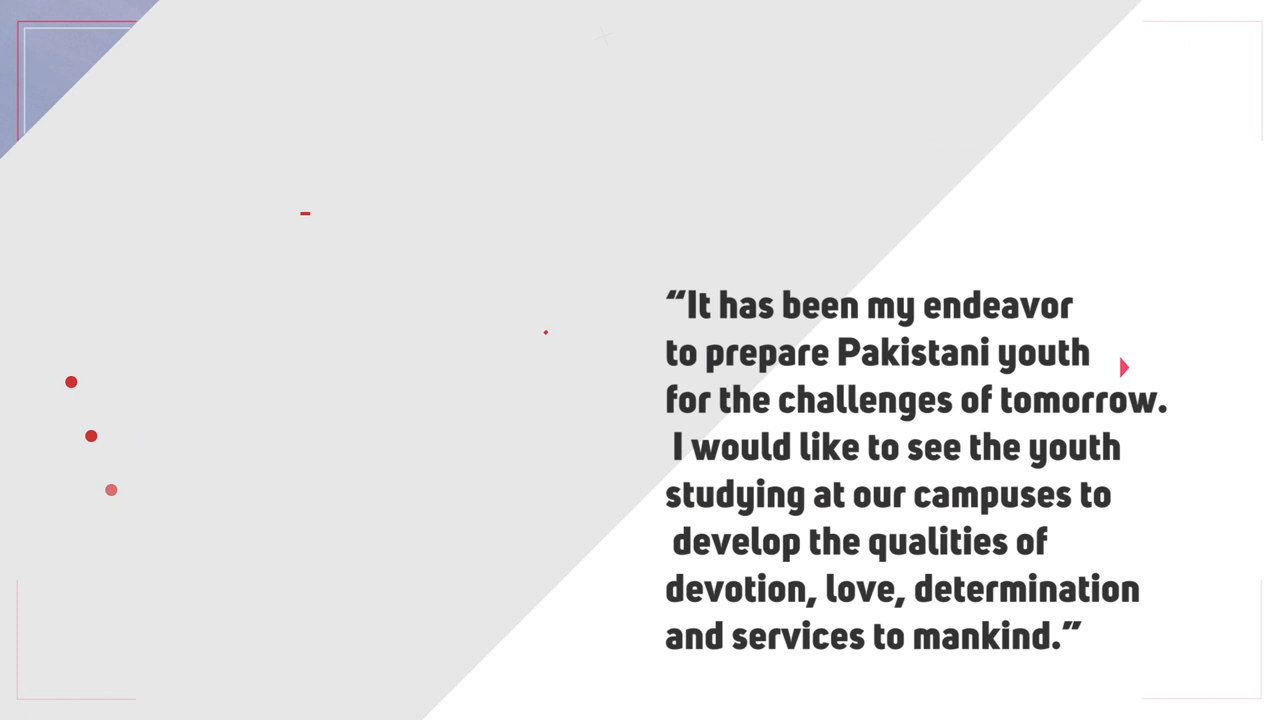 “It has been my endeavor
to prepare Pakistani youth
for the challenges of tomorrow.
I would like to see the youth
studying at our campuses to
develop the qualities of
devotion, love, determination
and services to mankind.”